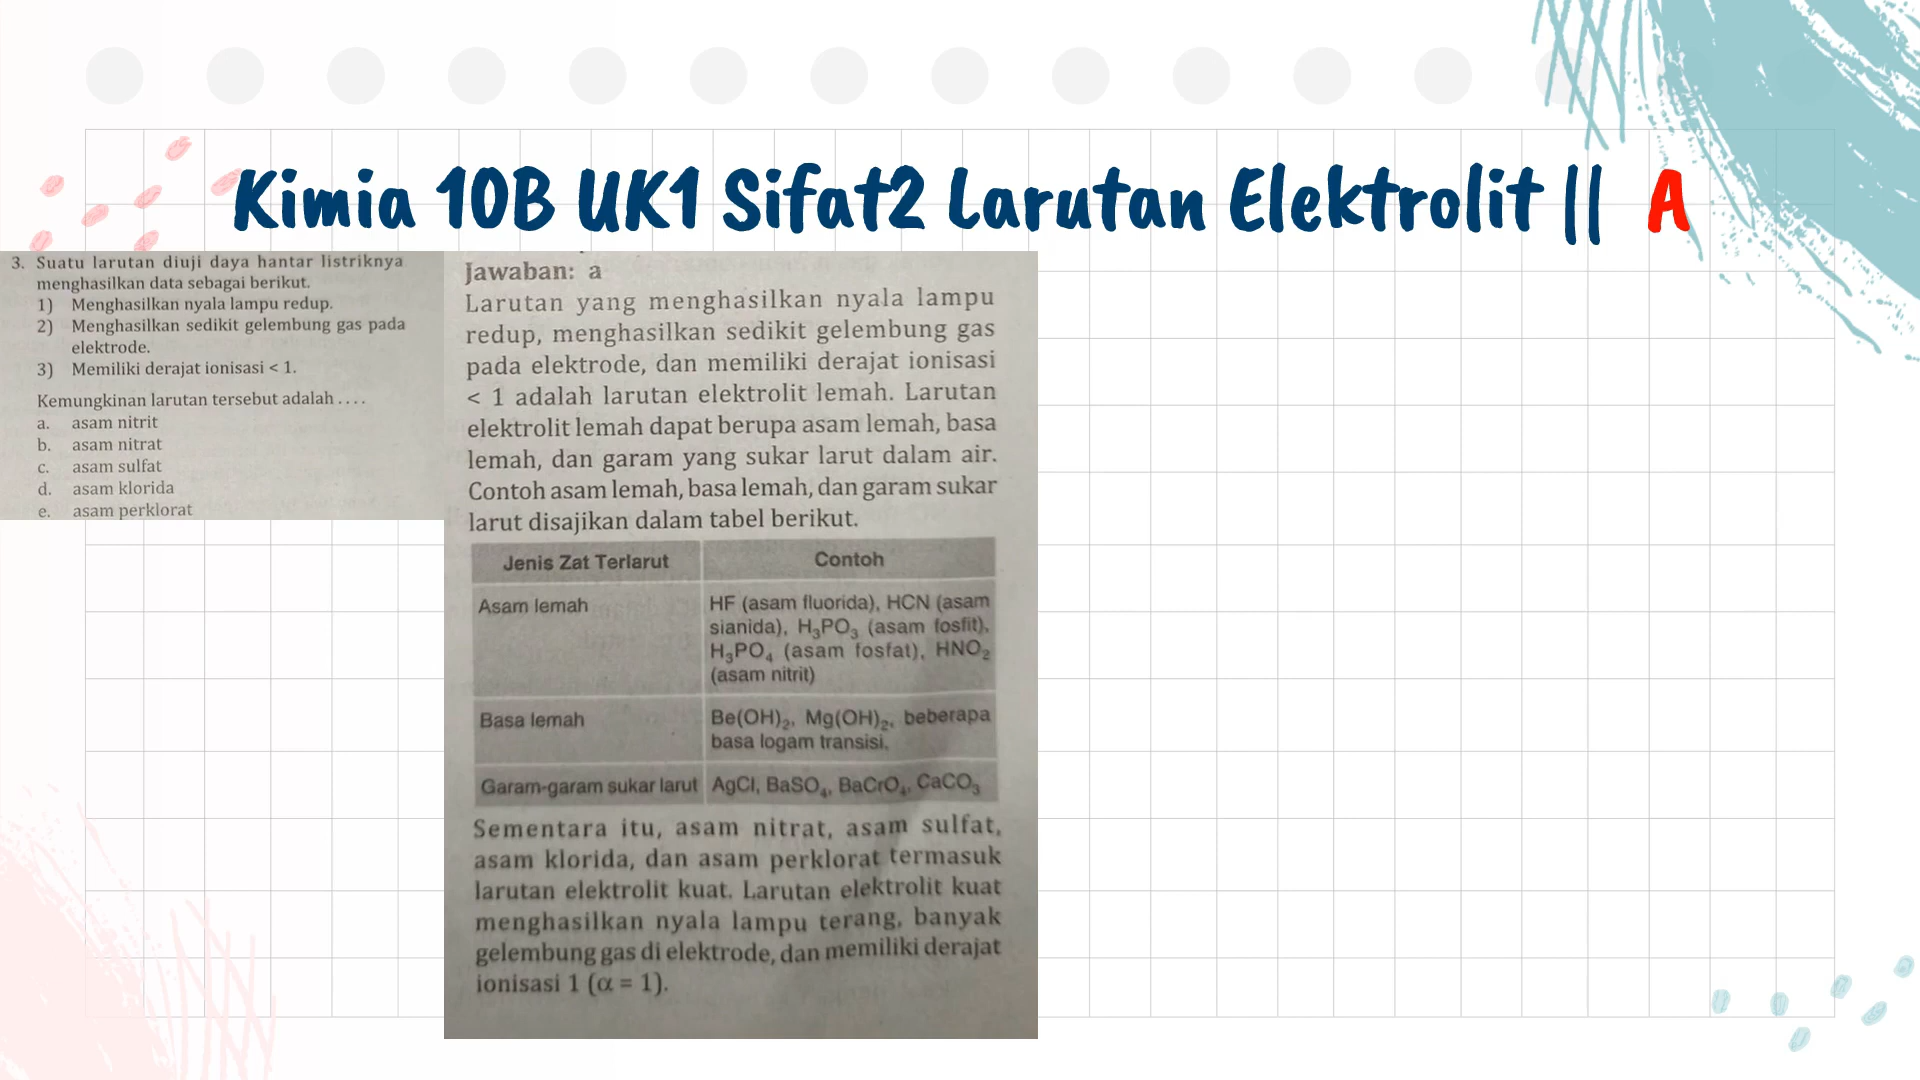 Kimia 10B UK1 Sifat2 Larutan Elektrolit || A
3. Suatu larutan diuji daya hantar listriknya
menghasilkan data sebagai berikut.
1) Menghasilkan nyala lampu redup.
2) Menghasilkan sedikit gelembung gas pada
elektrode.
3) Memiliki derajat ionisasi < 1.
Kemungkinan larutan tersebut adalah . . . .
a. asam nitrit
b. asam nitrat
c. asam sulfat
d. asam klorida
e. asam perklorat
Jawaban: a
Larutan yang menghasilkan nyala lampu
redup, menghasilkan sedikit gelembung gas
pada elektrode, dan memiliki derajat ionisasi
< 1 adalah larutan elektrolit lemah. Larutan
elektrolit lemah dapat berupa asam lemah, basa
lemah, dan garam yang sukar larut dalam air.
Contoh asam lemah, basa lemah, dan garam sukar
larut disajikan dalam tabel berikut.
Jenis Zat Terlarut Contoh
Asam lemah HF (asam fluorida), HCN (asam
sianida), H₃PO₃ (asam fosfit),
H₃PO₄ (asam fosfat), HNO₂
(asam nitrit)
Basa lemah Be(OH)₂, Mg(OH)₂, beberapa
basa logam transisi.
Garam-garam sukar larut AgCl, BaSO₄, BaCrO₄, CaCO₃
Sementara itu, asam nitrat, asam sulfat,
asam klorida, dan asam perklorat termasuk
larutan elektrolit kuat. Larutan elektrolit kuat
menghasilkan nyala lampu terang, banyak
gelembung gas di elektrode, dan memiliki derajat
ionisasi 1 (α = 1).